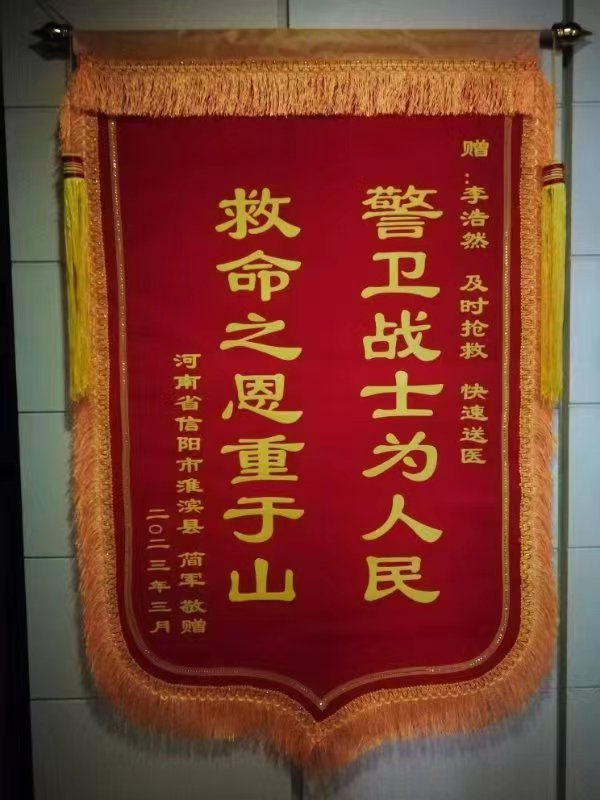 赠：李浩然 及时抢救 快速送医
警卫战士为人民
救命之恩重于山
河南省信阳市淮滨县 简军 敬赠
二〇二三年三月